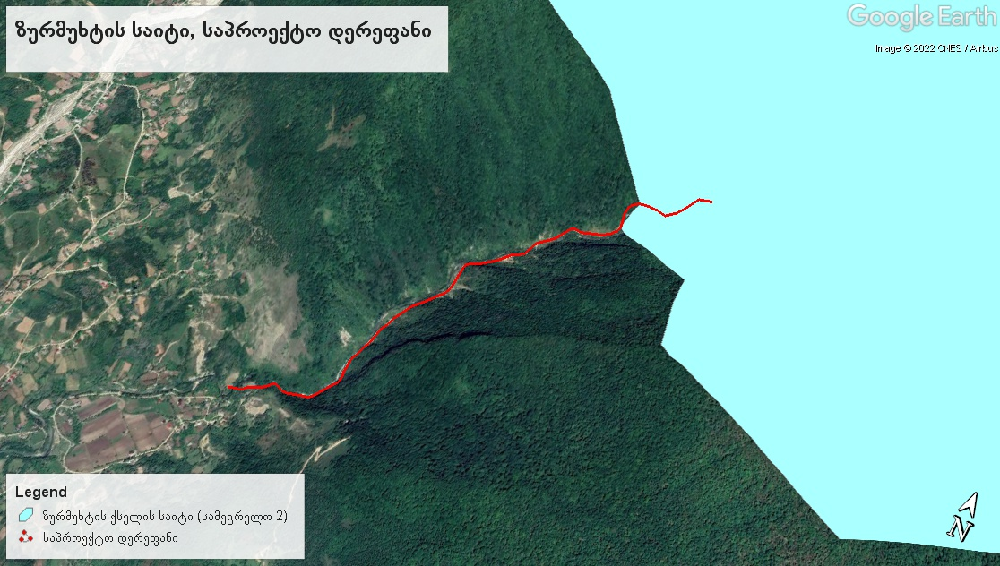 ზურმუხტის საიტი, საპროექტო დერეფანი
Google Earth
Image © 2022 CNES / Airbus
Legend
ზურმუხტის ქსელის საიტი (სამეგრელო 2)
საპროექტო დერეფანი
N